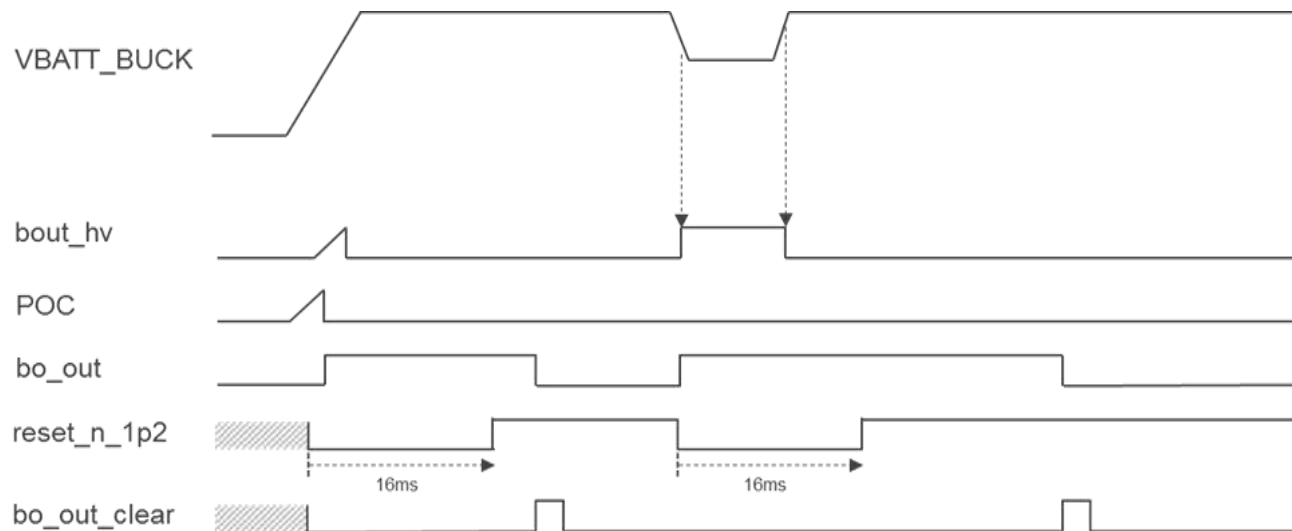 VBATT_BUCK
bout_hv
POC
bo_out
reset_n_1p2
16ms
16ms
bo_out_clear